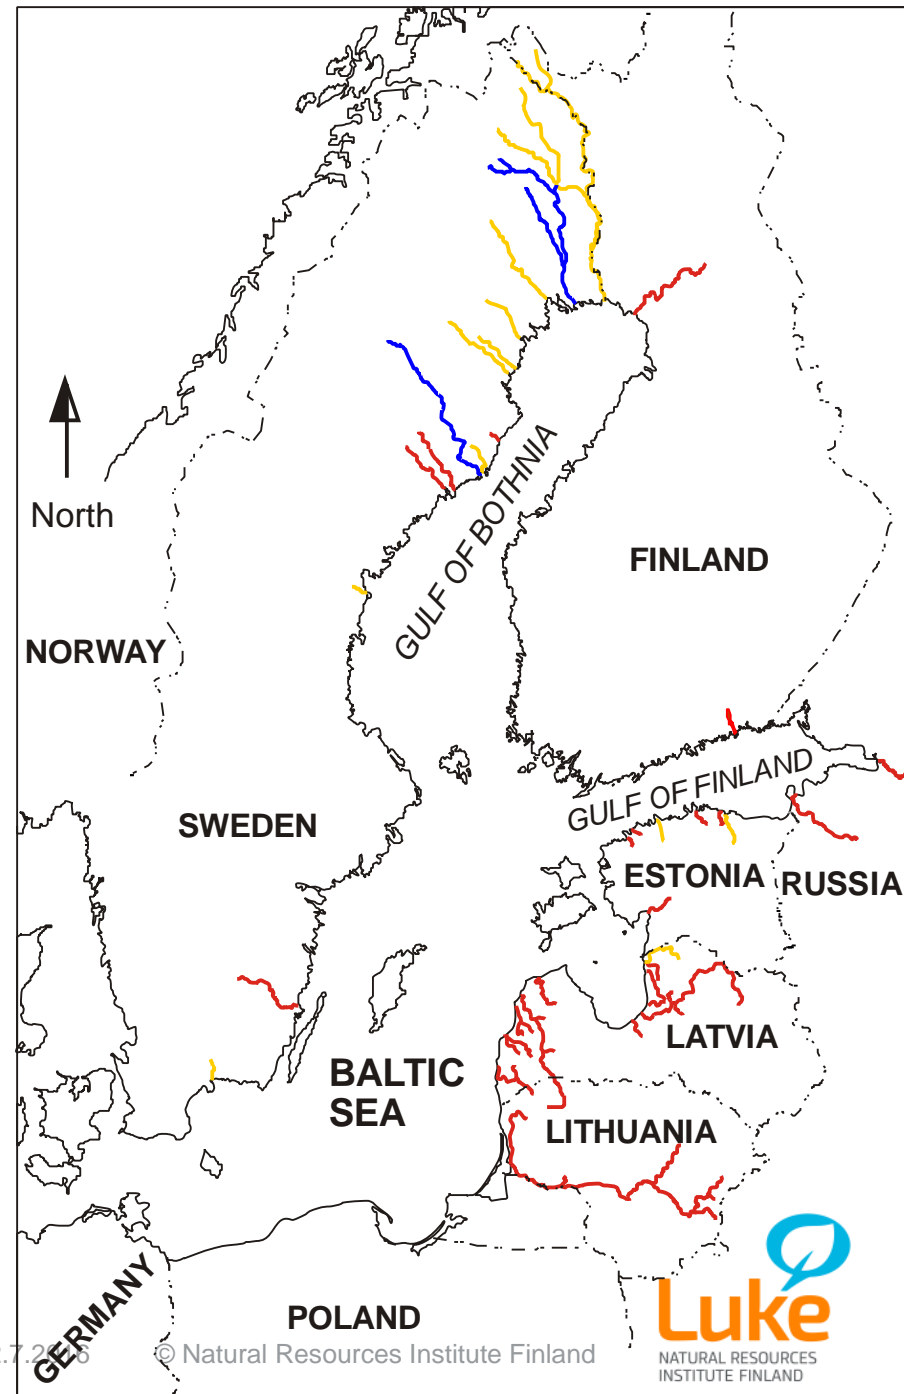 North
GULF OF BOTHNIA
FINLAND
NORWAY
GULF OF FINLAND
SWEDEN
ESTONIA
RUSSIA
LATVIA
BALTIC
SEA
LITHUANIA
GERMANY
POLAND
© Natural Resources Institute Finland
Luke
NATURAL RESOURCES
INSTITUTE FINLAND